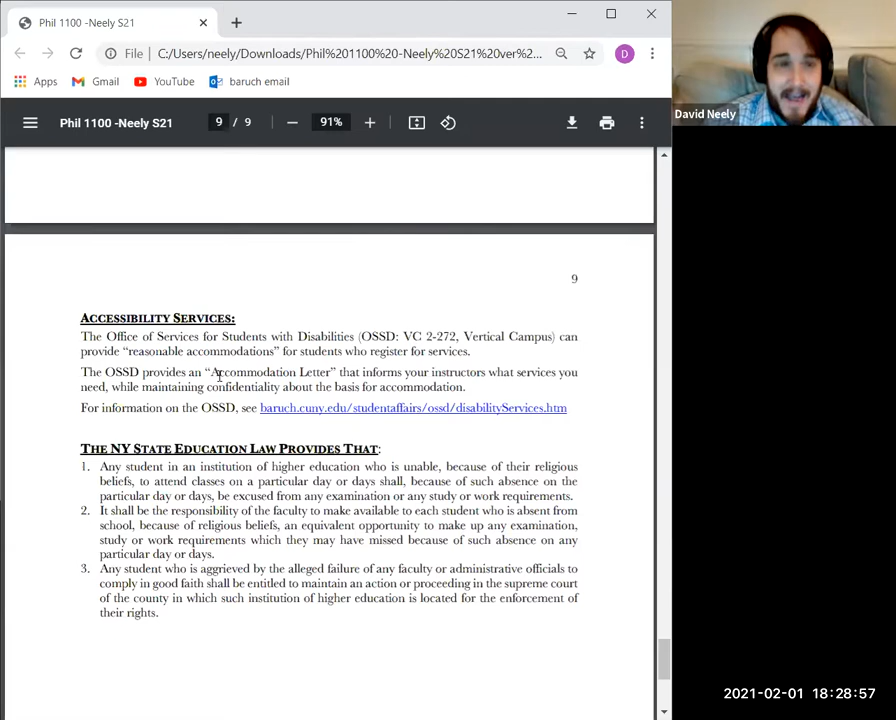 Phil 1100 -Neely S21
File
C:/Users/neely/Downloads/Phil%201100%20-Neely%20S21%20ver%2...
D
Apps Gmail YouTube baruch email
Phil 1100 -Neely S21 9 / 9 91%
David Neely
9
ACCESSIBILITY SERVICES:
The Office of Services for Students with Disabilities (OSSD: VC 2-272, Vertical Campus) can
provide “reasonable accommodations” for students who register for services.
The OSSD provides an “Accommodation Letter” that informs your instructors what services you
need, while maintaining confidentiality about the basis for accommodation.
For information on the OSSD, see baruch.cuny.edu/studentaffairs/ossd/disabilityServices.htm
THE NY STATE EDUCATION LAW PROVIDES THAT:
1. Any student in an institution of higher education who is unable, because of their religious
beliefs, to attend classes on a particular day or days shall, because of such absence on the
particular day or days, be excused from any examination or any study or work requirements.
2. It shall be the responsibility of the faculty to make available to each student who is absent from
school, because of religious beliefs, an equivalent opportunity to make up any examination,
study or work requirements which they may have missed because of such absence on any
particular day or days.
3. Any student who is aggrieved by the alleged failure of any faculty or administrative officials to
comply in good faith shall be entitled to maintain an action or proceeding in the supreme court
of the county in which such institution of higher education is located for the enforcement of
their rights.
2021-02-01 18:28:57